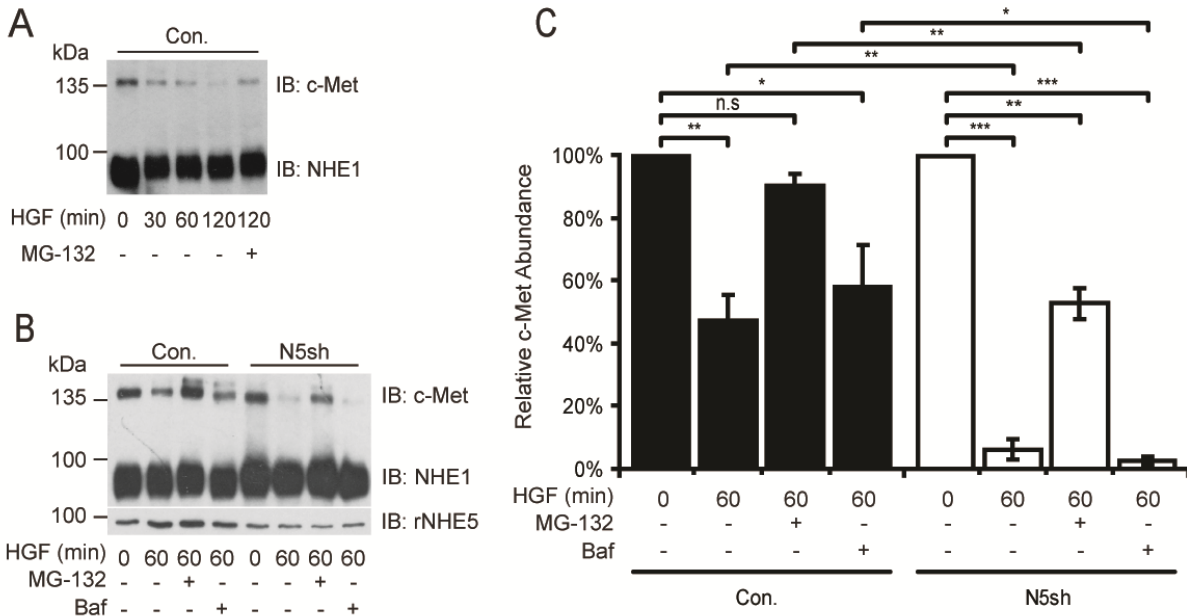 A
kDa
Con.
135
IB: c-Met
100
IB: NHE1
HGF (min) 0 30 60 120 120
MG-132 - - - - +
B
kDa
Con. N5sh
135
IB: c-Met
100
IB: NHE1
100
IB: rNHE5
HGF (min) 0 60 60 60 0 60 60 60
MG-132 - - + - - - + -
Baf - - - + - - - +
C
*
**
**
* ***
n.s **
** ***
Relative c-Met Abundance
100%
80%
60%
40%
20%
0%
HGF (min) 0 60 60 60 0 60 60 60
MG-132 - - + - - - + -
Baf - - - + - - - +
Con. N5sh